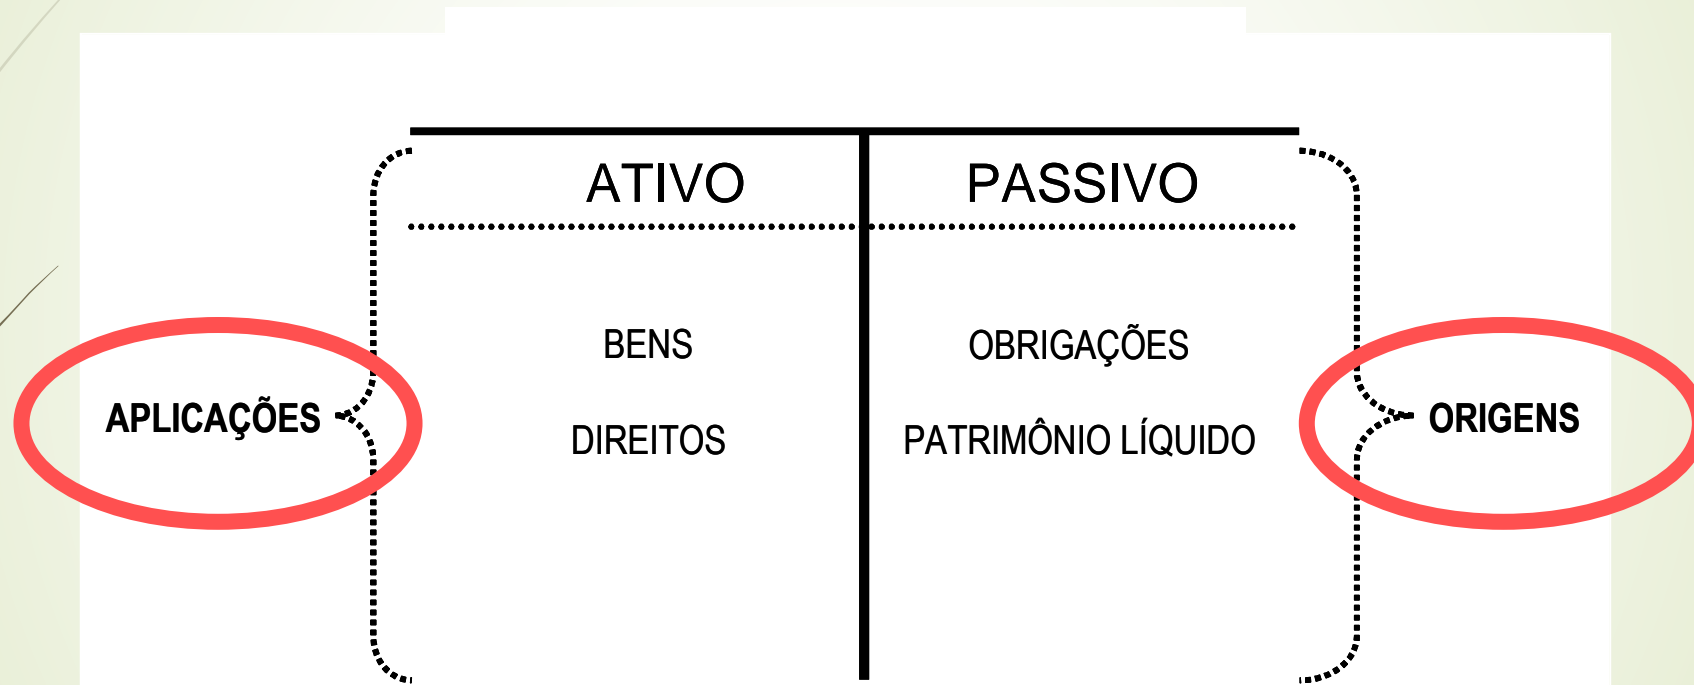 ATIVO PASSIVO
BENS OBRIGAÇÕES
APLICAÇÕES ORIGENS
DIREITOS PATRIMÔNIO LÍQUIDO